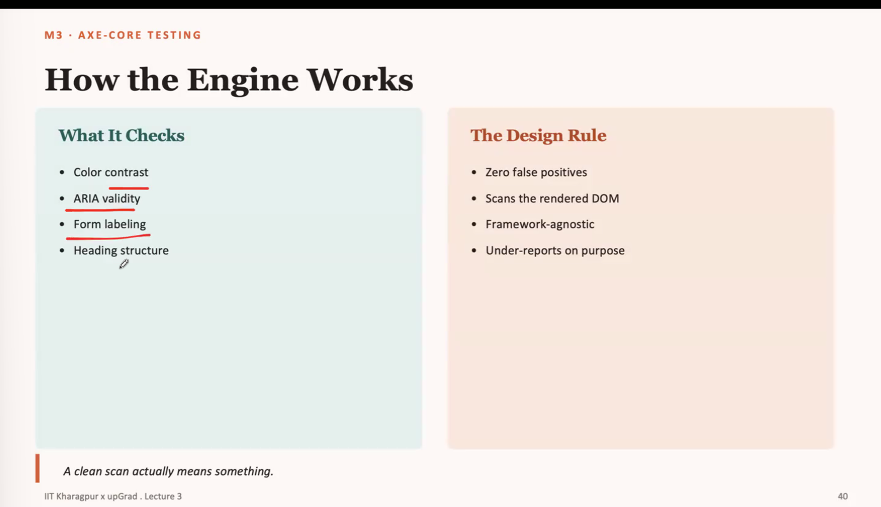 M3 · AXE-CORE TESTING
How the Engine Works
What It Checks
• Color contrast
• ARIA validity
• Form labeling
• Heading structure
The Design Rule
• Zero false positives
• Scans the rendered DOM
• Framework-agnostic
• Under-reports on purpose
A clean scan actually means something.
IIT Kharagpur x upGrad . Lecture 3
40